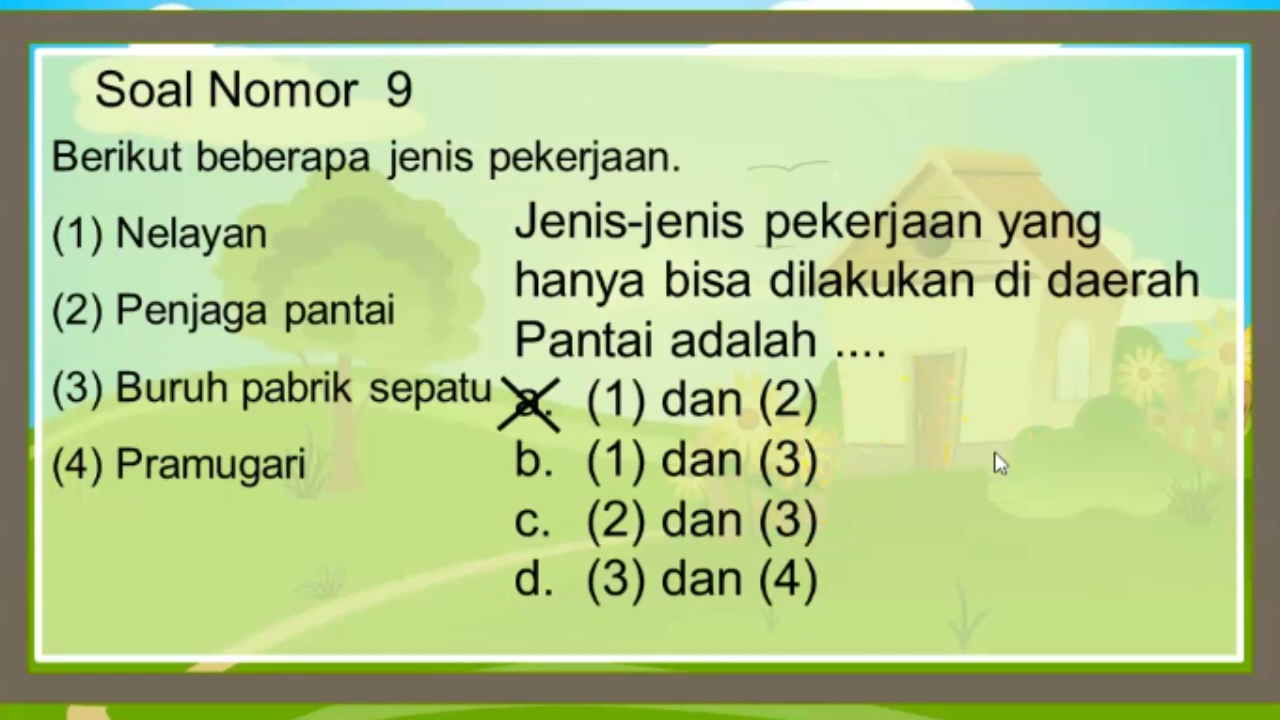 Soal Nomor 9
Berikut beberapa jenis pekerjaan.
(1) Nelayan
(2) Penjaga pantai
(3) Buruh pabrik sepatu
(4) Pramugari
Jenis-jenis pekerjaan yang
hanya bisa dilakukan di daerah
Pantai adalah ....
a. (1) dan (2)
b. (1) dan (3)
c. (2) dan (3)
d. (3) dan (4)